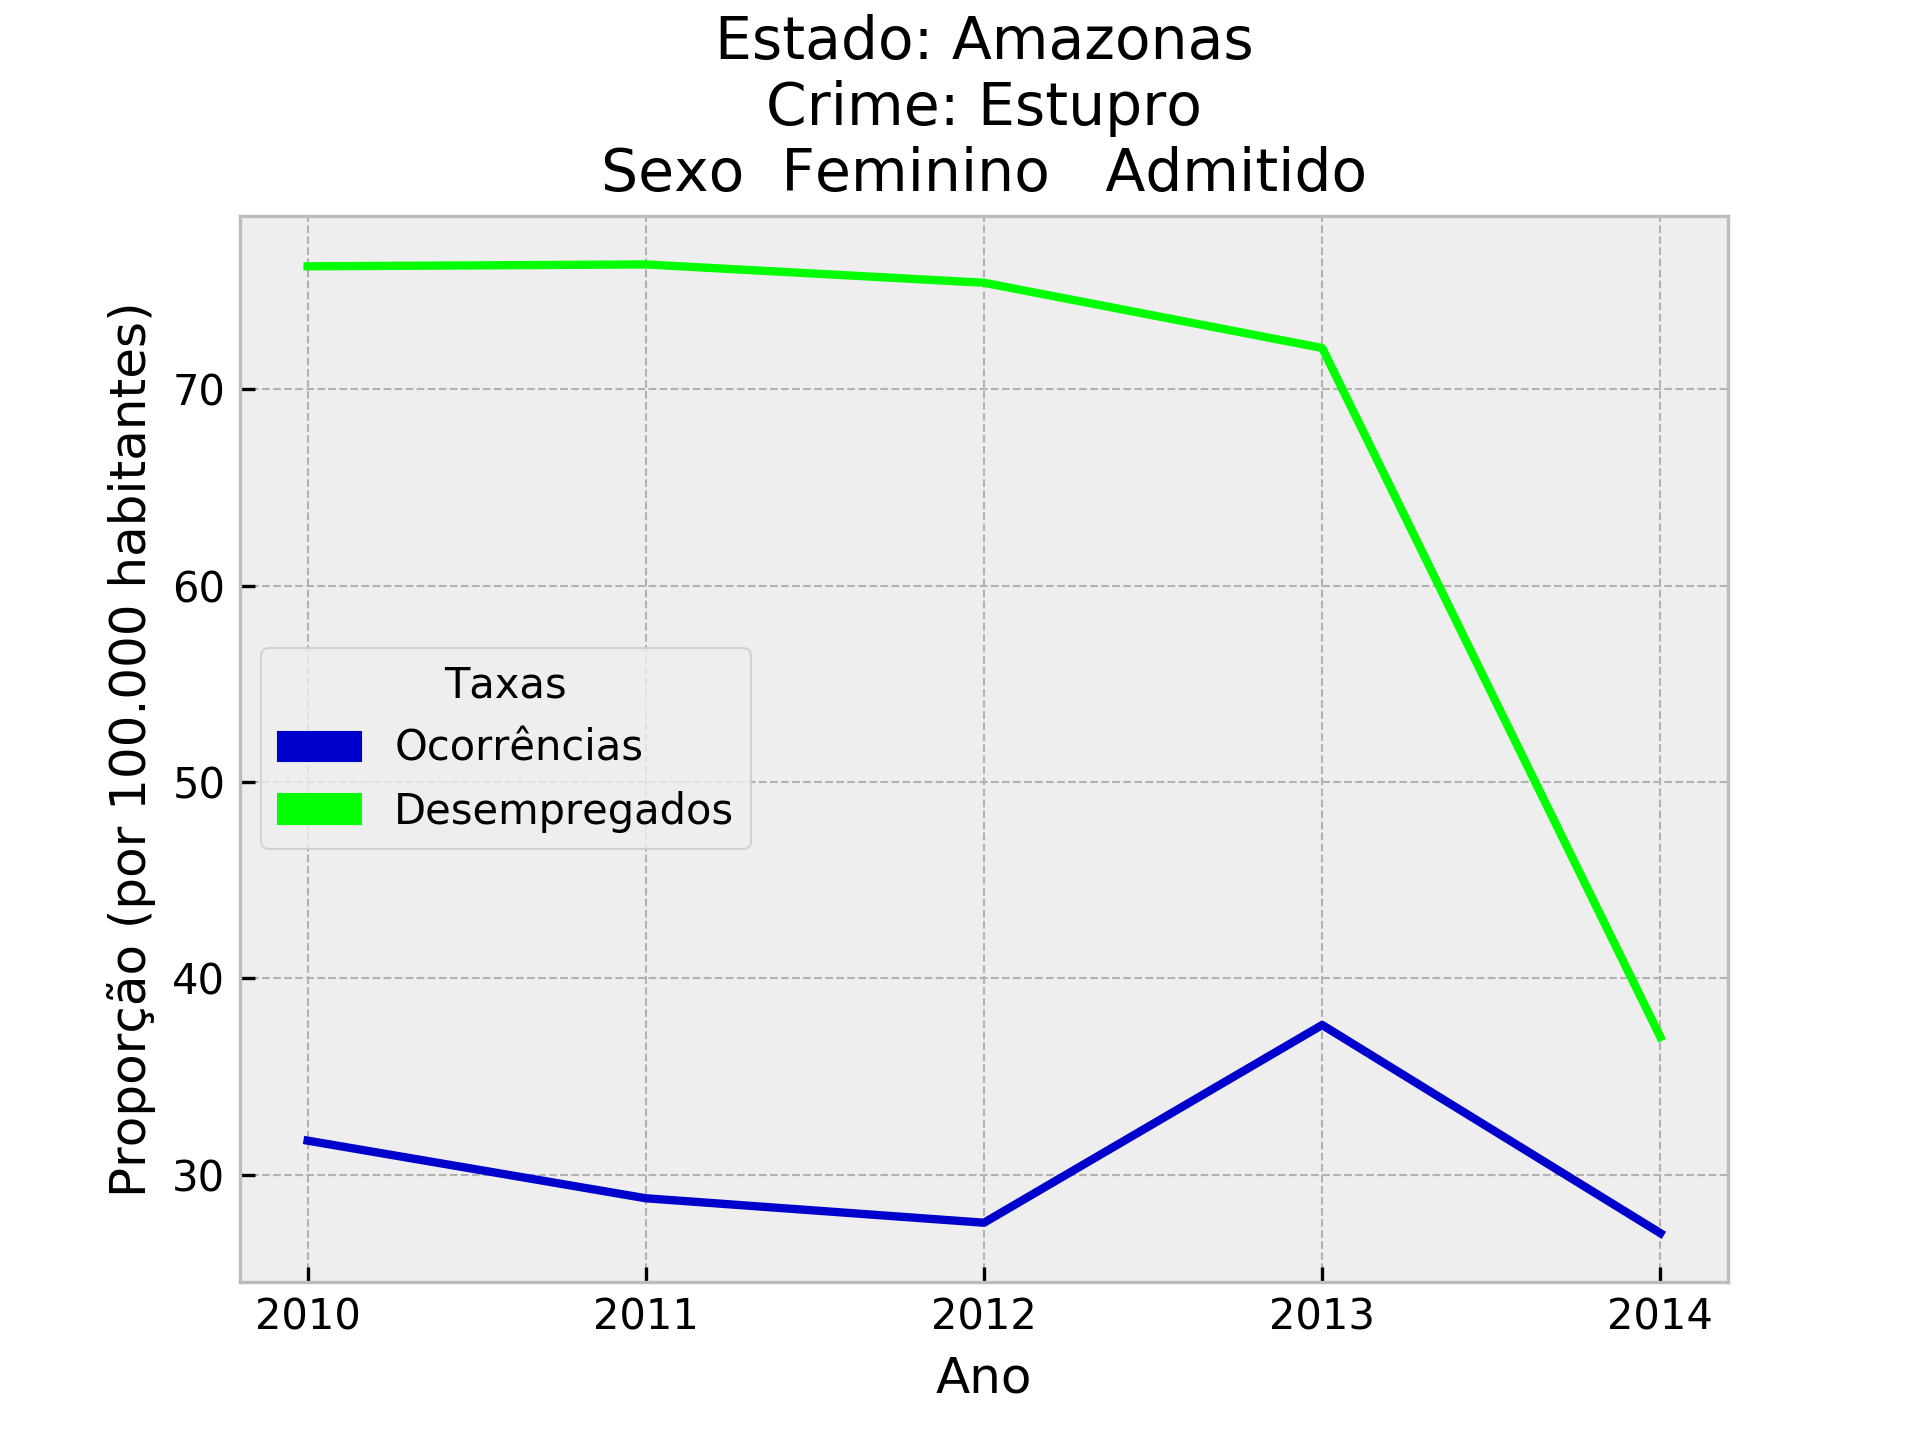 Estado: Amazonas
Crime: Estupro
Sexo  Feminino   Admitido
Proporção (por 100.000 habitantes)
70
60
50
40
30
Taxas
Ocorrências
Desempregados
2010 2011 2012 2013 2014
Ano